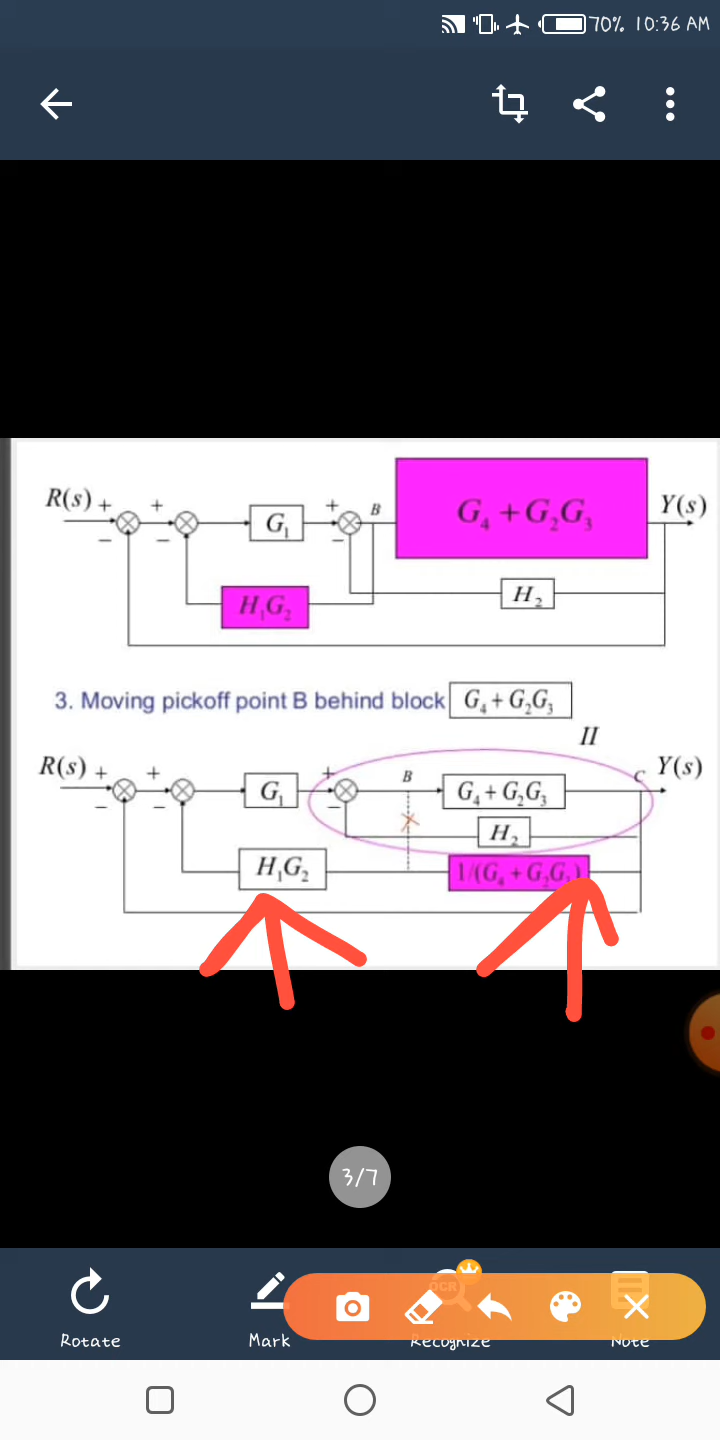 70% 10:36 AM
R(s) + + + B G₄ + G₂G₃ Y(s)
G₁
− − −
H₁G₂ H₂
3. Moving pickoff point B behind block G₄ + G₂G₃
II
R(s) + + + B C Y(s)
G₁ G₄ + G₂G₃
− − −
H₂
H₁G₂ 1/(G₄ + G₂G₃)
3/7
OCR
Rotate Mark Recognize Note